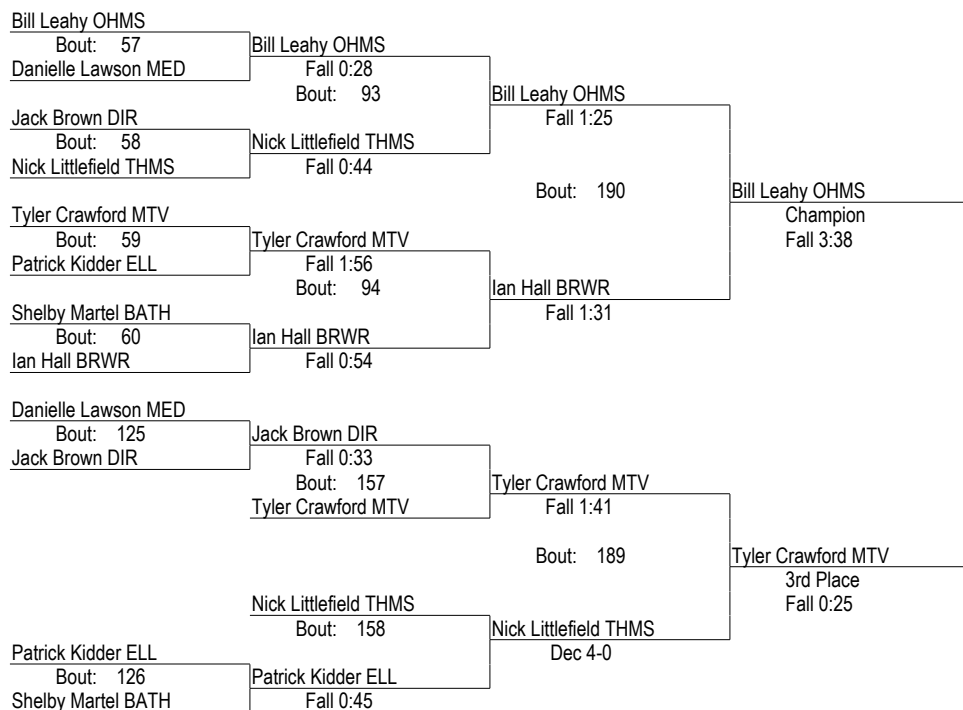 Bill Leahy OHMS
Bout: 57
Danielle Lawson MED
Bill Leahy OHMS
Fall 0:28
Bout: 93
Jack Brown DIR
Bout: 58
Nick Littlefield THMS
Nick Littlefield THMS
Fall 0:44
Bill Leahy OHMS
Fall 1:25
Bout: 190
Tyler Crawford MTV
Bout: 59
Patrick Kidder ELL
Tyler Crawford MTV
Fall 1:56
Bout: 94
Shelby Martel BATH
Bout: 60
Ian Hall BRWR
Ian Hall BRWR
Fall 0:54
Ian Hall BRWR
Fall 1:31
Bill Leahy OHMS
Champion
Fall 3:38
Danielle Lawson MED
Bout: 125
Jack Brown DIR
Jack Brown DIR
Fall 0:33
Bout: 157
Tyler Crawford MTV
Tyler Crawford MTV
Fall 1:41
Bout: 189
Nick Littlefield THMS
Bout: 158
Patrick Kidder ELL
Bout: 126
Shelby Martel BATH
Patrick Kidder ELL
Fall 0:45
Nick Littlefield THMS
Dec 4-0
Tyler Crawford MTV
3rd Place
Fall 0:25